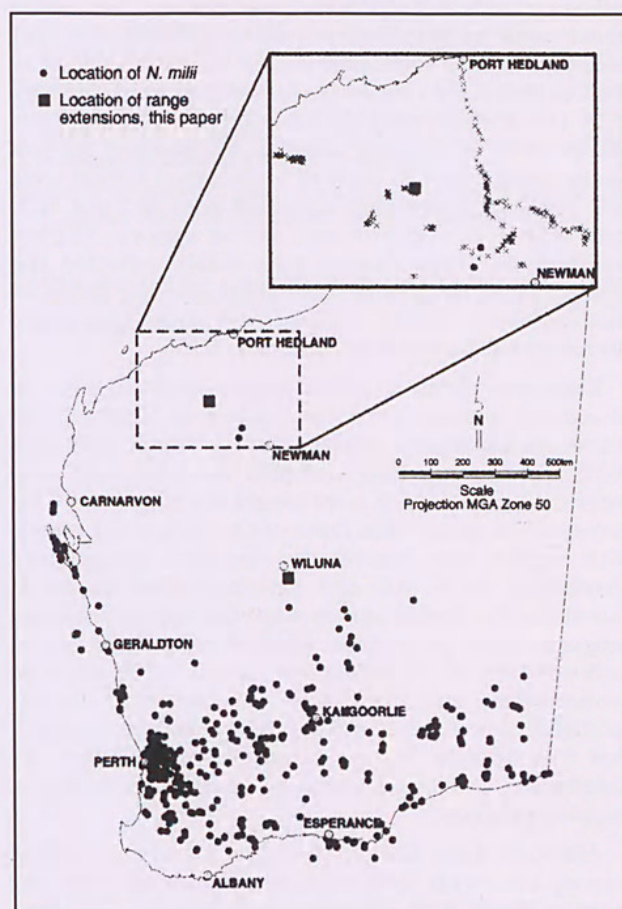 Location of N. milii
Location of range
extensions, this paper
PORT HEDLAND
NEWMAN
PORT HEDLAND
NEWMAN
N
0 100 200 300 400 500km
Scale
Projection MGA Zone 50
CARNARVON
WILUNA
GERALDTON
KALGOORLIE
PERTH
ESPERANCE
ALBANY